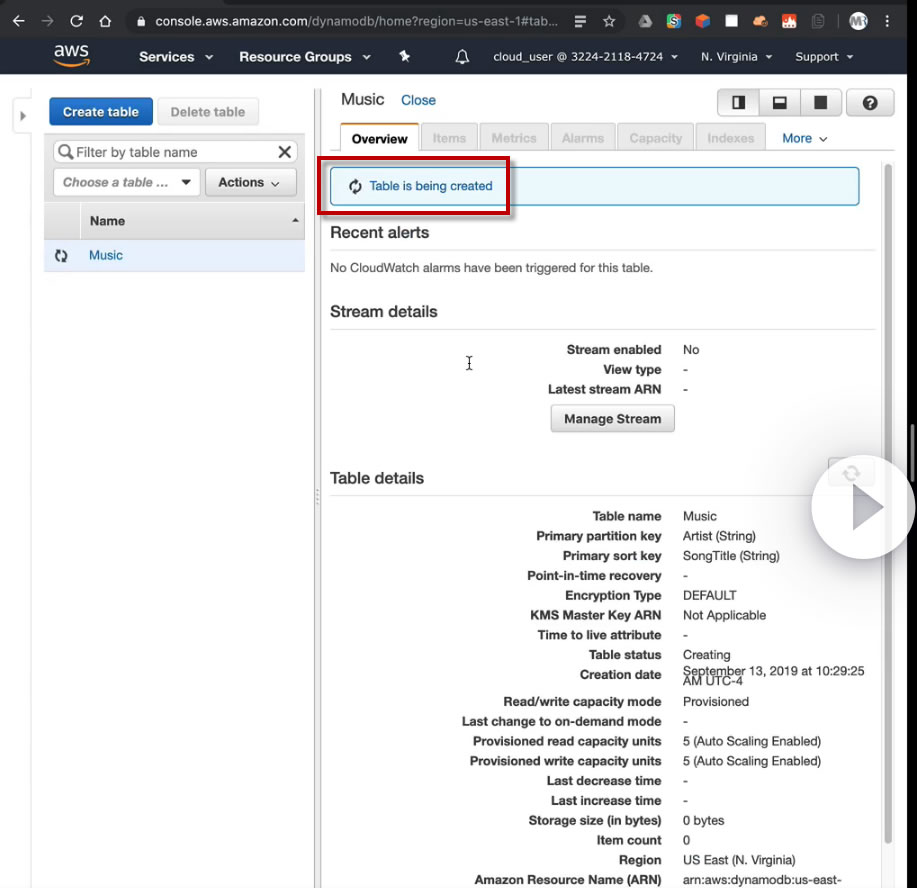 console.aws.amazon.com/dynamodb/home?region=us-east-1#tab...
MR
aws
Services
Resource Groups
cloud_user @ 3224-2118-4724
N. Virginia
Support
Create table
Delete table
Filter by table name
Choose a table ...
Actions
Name
Music
Music
Close
Overview
Items
Metrics
Alarms
Capacity
Indexes
More
Table is being created
Recent alerts
No CloudWatch alarms have been triggered for this table.
Stream details
Stream enabled No
View type -
Latest stream ARN -
Manage Stream
Table details
Table name Music
Primary partition key Artist (String)
Primary sort key SongTitle (String)
Point-in-time recovery -
Encryption Type DEFAULT
KMS Master Key ARN Not Applicable
Time to live attribute -
Table status Creating
Creation date September 13, 2019 at 10:29:25
AM UTC-4
Read/write capacity mode Provisioned
Last change to on-demand mode -
Provisioned read capacity units 5 (Auto Scaling Enabled)
Provisioned write capacity units 5 (Auto Scaling Enabled)
Last decrease time -
Last increase time -
Storage size (in bytes) 0 bytes
Item count 0
Region US East (N. Virginia)
Amazon Resource Name (ARN) arn:aws:dynamodb:us-east-